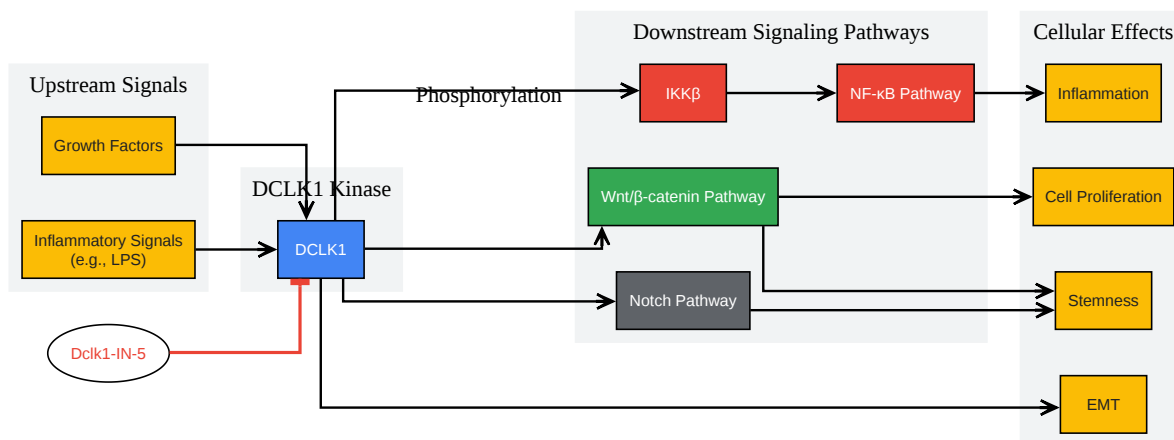 Downstream Signaling Pathways
Cellular Effects
Upstream Signals
Phosphorylation
IKKβ
NF-κB Pathway
Inflammation
Growth Factors
DCLK1 Kinase
Wnt/β-catenin Pathway
Cell Proliferation
Inflammatory Signals
(e.g., LPS)
DCLK1
Notch Pathway
Stemness
Dclk1-IN-5
EMT